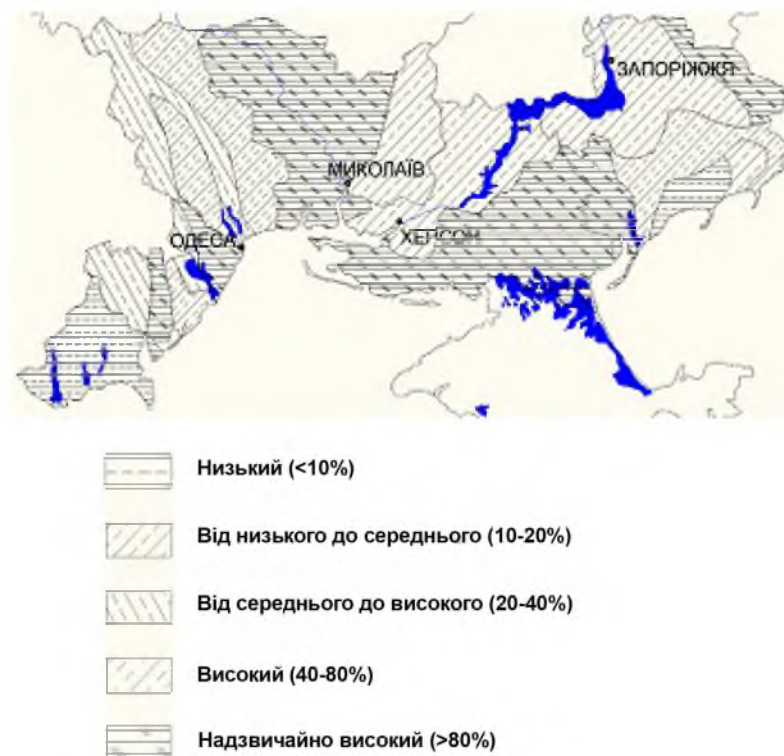 ЗАПОРІЖЖЯ
МИКОЛАЇВ
ХЕРСОН
ОДЕСА
Низький (<10%)
Від низького до середнього (10-20%)
Від середнього до високого (20-40%)
Високий (40-80%)
Надзвичайно високий (>80%)